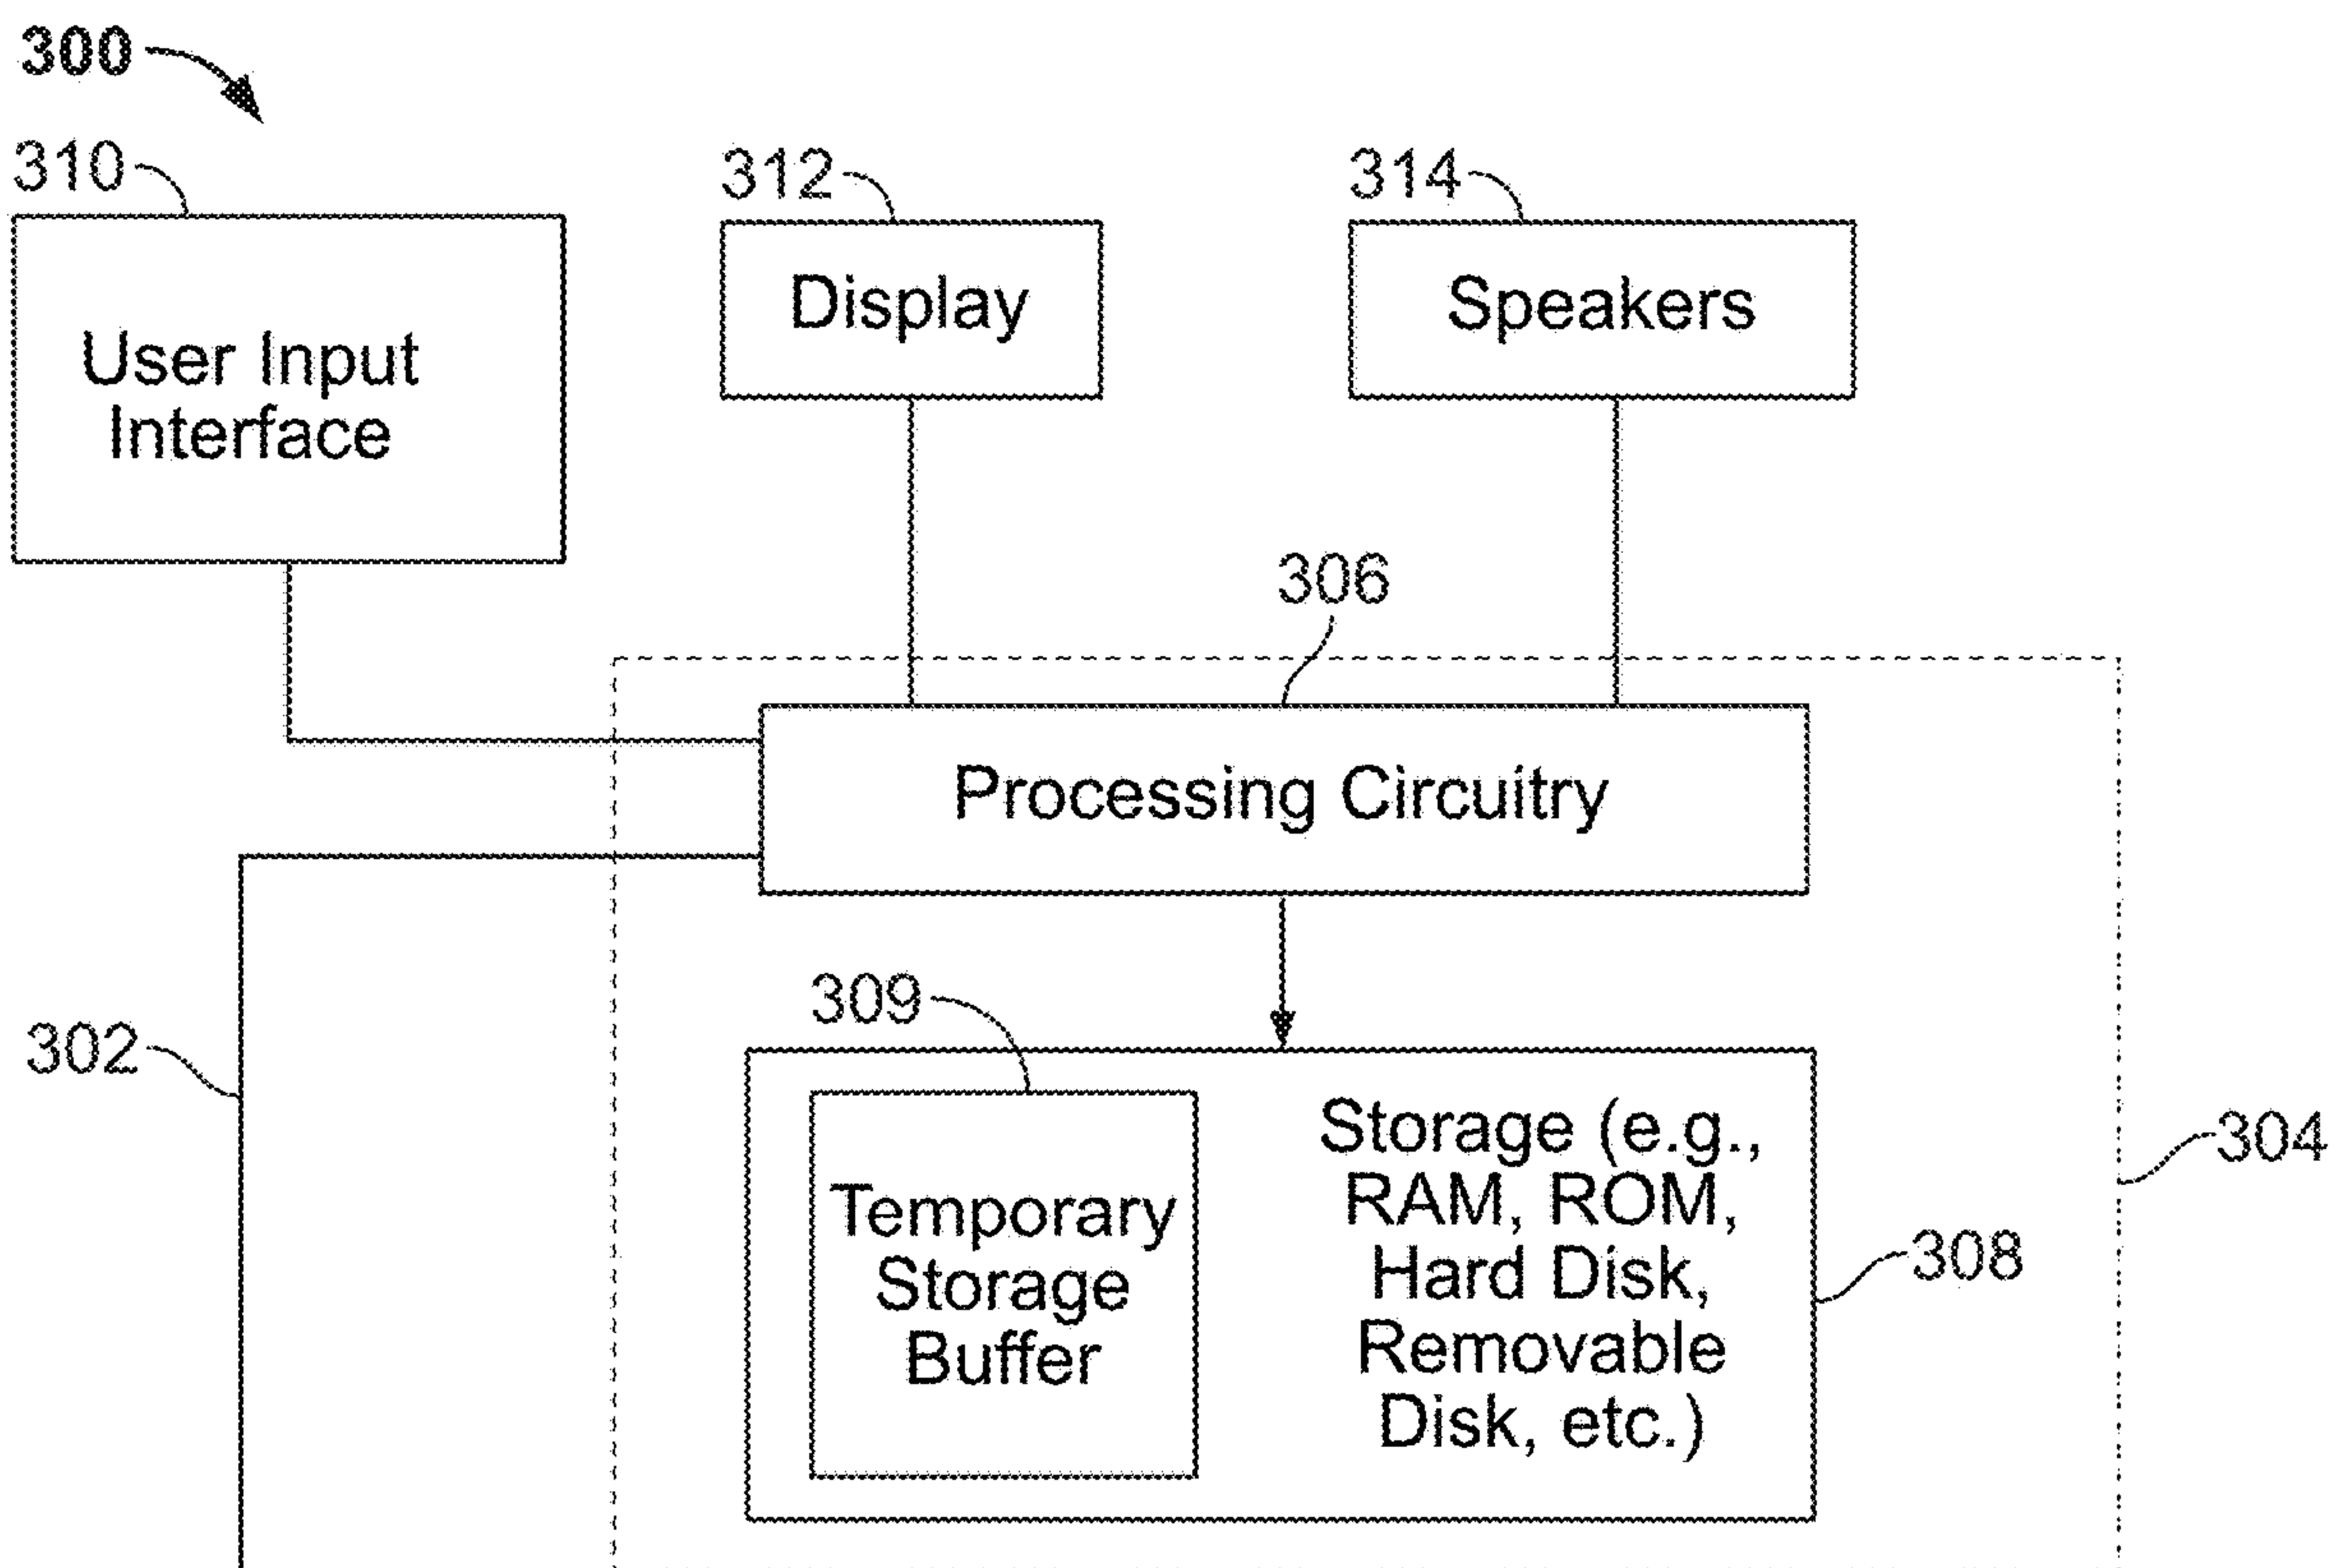 300
310
312
314
User Input
Interface
Display
Speakers
306
Processing Circuitry
309
302
Temporary
Storage
Buffer
Storage (e.g.,
RAM, ROM,
Hard Disk,
Removable
Disk, etc.)
304
308